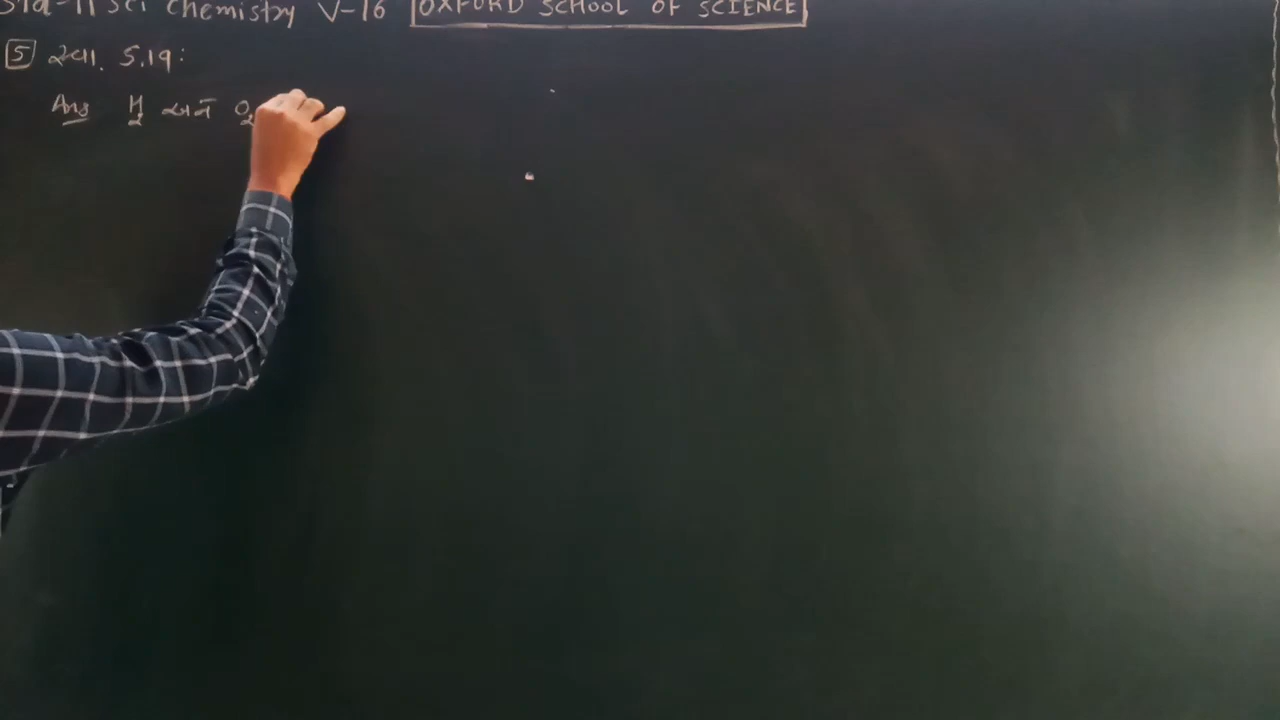 Std-11 Sci Chemistry V-16 OXFORD SCHOOL OF SCIENCE
5 સ્વા. 5.19:
Ans H2 અને O2